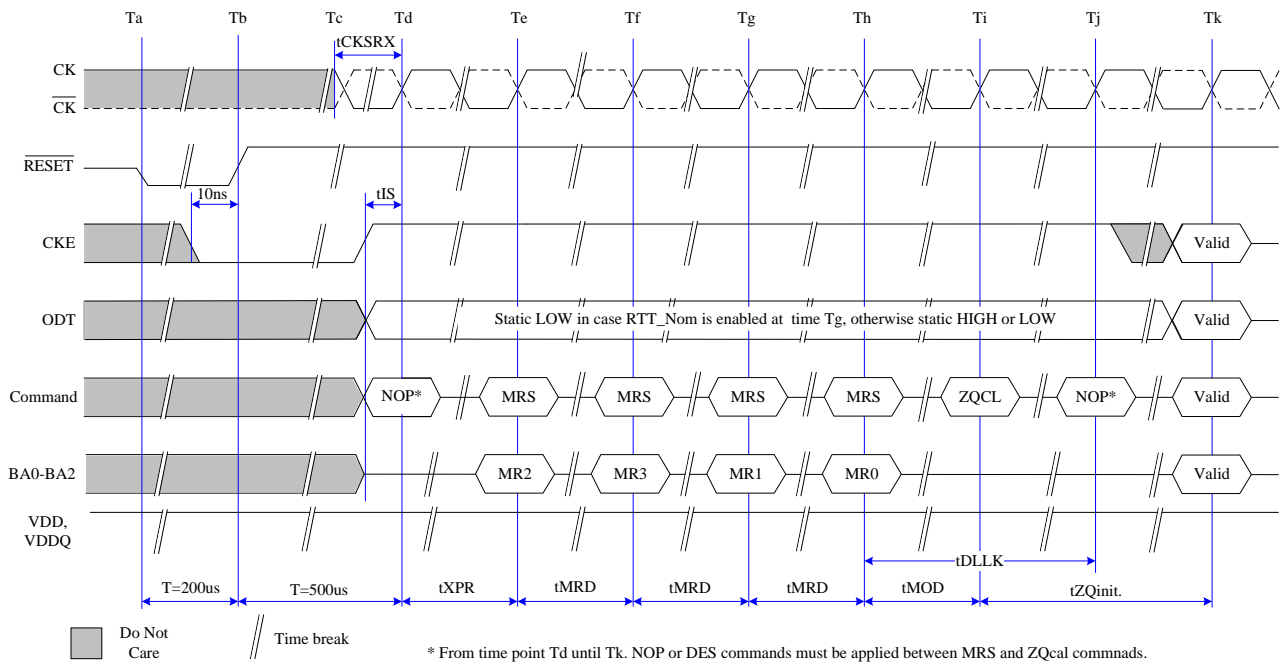 Ta Tb Tc Td Te Tf Tg Th Ti Tj Tk
tCKSRX
CK
CK
RESET
10ns
tIS
CKE
Valid
ODT
Static LOW in case RTT_Nom is enabled at time Tg, otherwise static HIGH or LOW
Valid
Command
NOP*
MRS
MRS
MRS
MRS
ZQCL
NOP*
Valid
BA0-BA2
MR2
MR3
MR1
MR0
Valid
VDD,
VDDQ
tDLLK
T=200us
T=500us
tXPR
tMRD
tMRD
tMRD
tMOD
tZQinit.
Do Not
Care
Time break
* From time point Td until Tk. NOP or DES commands must be applied between MRS and ZQcal commnads.